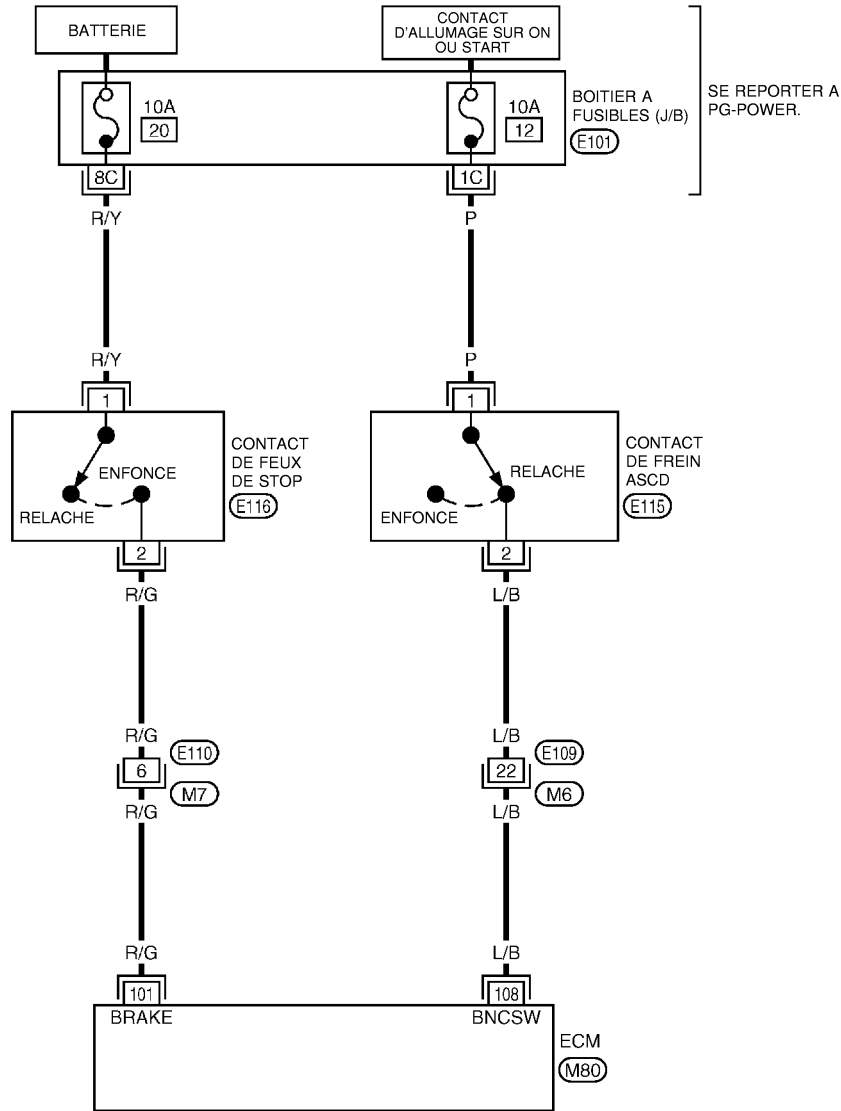 BATTERIE
CONTACT
D'ALLUMAGE SUR ON
OU START
10A
20
10A
12
BOITIER A
FUSIBLES (J/B)
E101
SE REPORTER A
PG-POWER.
8C
1C
R/Y
P
R/Y
P
1
1
ENFONCE
RELACHE
CONTACT
DE FEUX
DE STOP
E116
RELACHE
ENFONCE
CONTACT
DE FREIN
ASCD
E115
2
2
R/G
L/B
R/G
L/B
E110
6
M7
E109
22
M6
R/G
L/B
R/G
L/B
101
108
BRAKE
BNCSW
ECM
M80